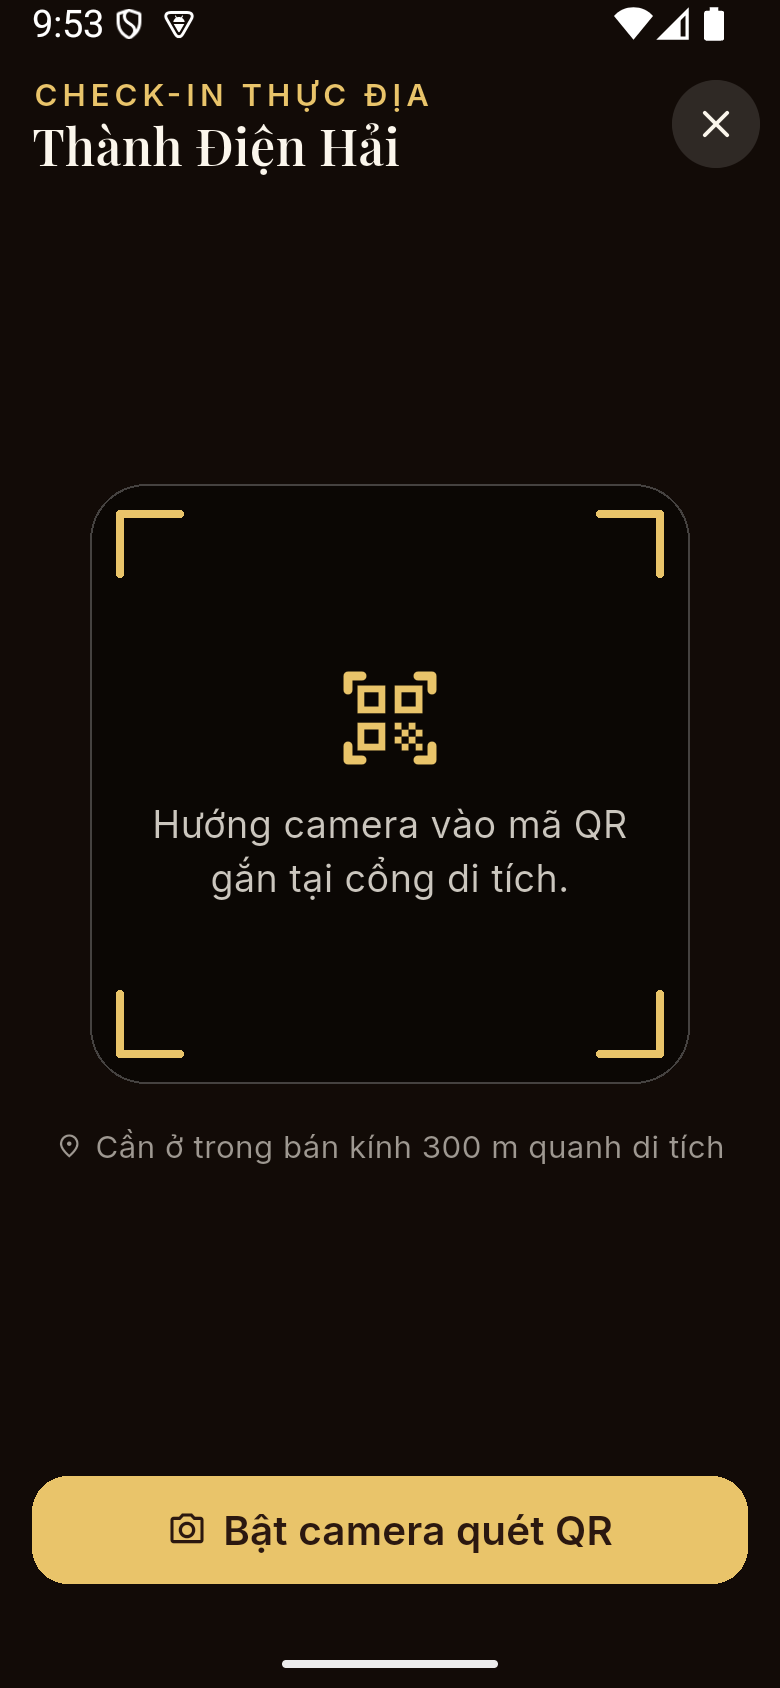 9:53
CHECK-IN THỰC ĐỊA
Thành Điện Hải
Hướng camera vào mã QR
gắn tại cổng di tích.
Cần ở trong bán kính 300 m quanh di tích
Bật camera quét QR